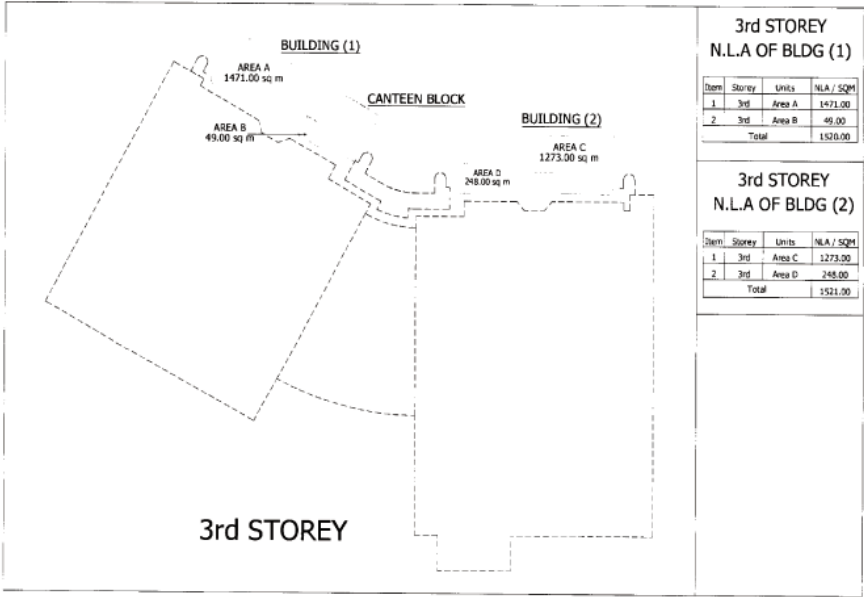 BUILDING (1)
AREA A
1471.00 sq m
CANTEEN BLOCK
AREA B
49.00 sq m
BUILDING (2)
AREA C
1273.00 sq m
AREA D
248.00 sq m
3rd STOREY
3rd STOREY
N.L.A OF BLDG (1)
Item Storey Units NLA / SQM
1 3rd Area A 1471.00
2 3rd Area B 49.00
Total 1520.00
3rd STOREY
N.L.A OF BLDG (2)
Item Storey Units NLA / SQM
1 3rd Area C 1273.00
2 3rd Area D 248.00
Total 1521.00